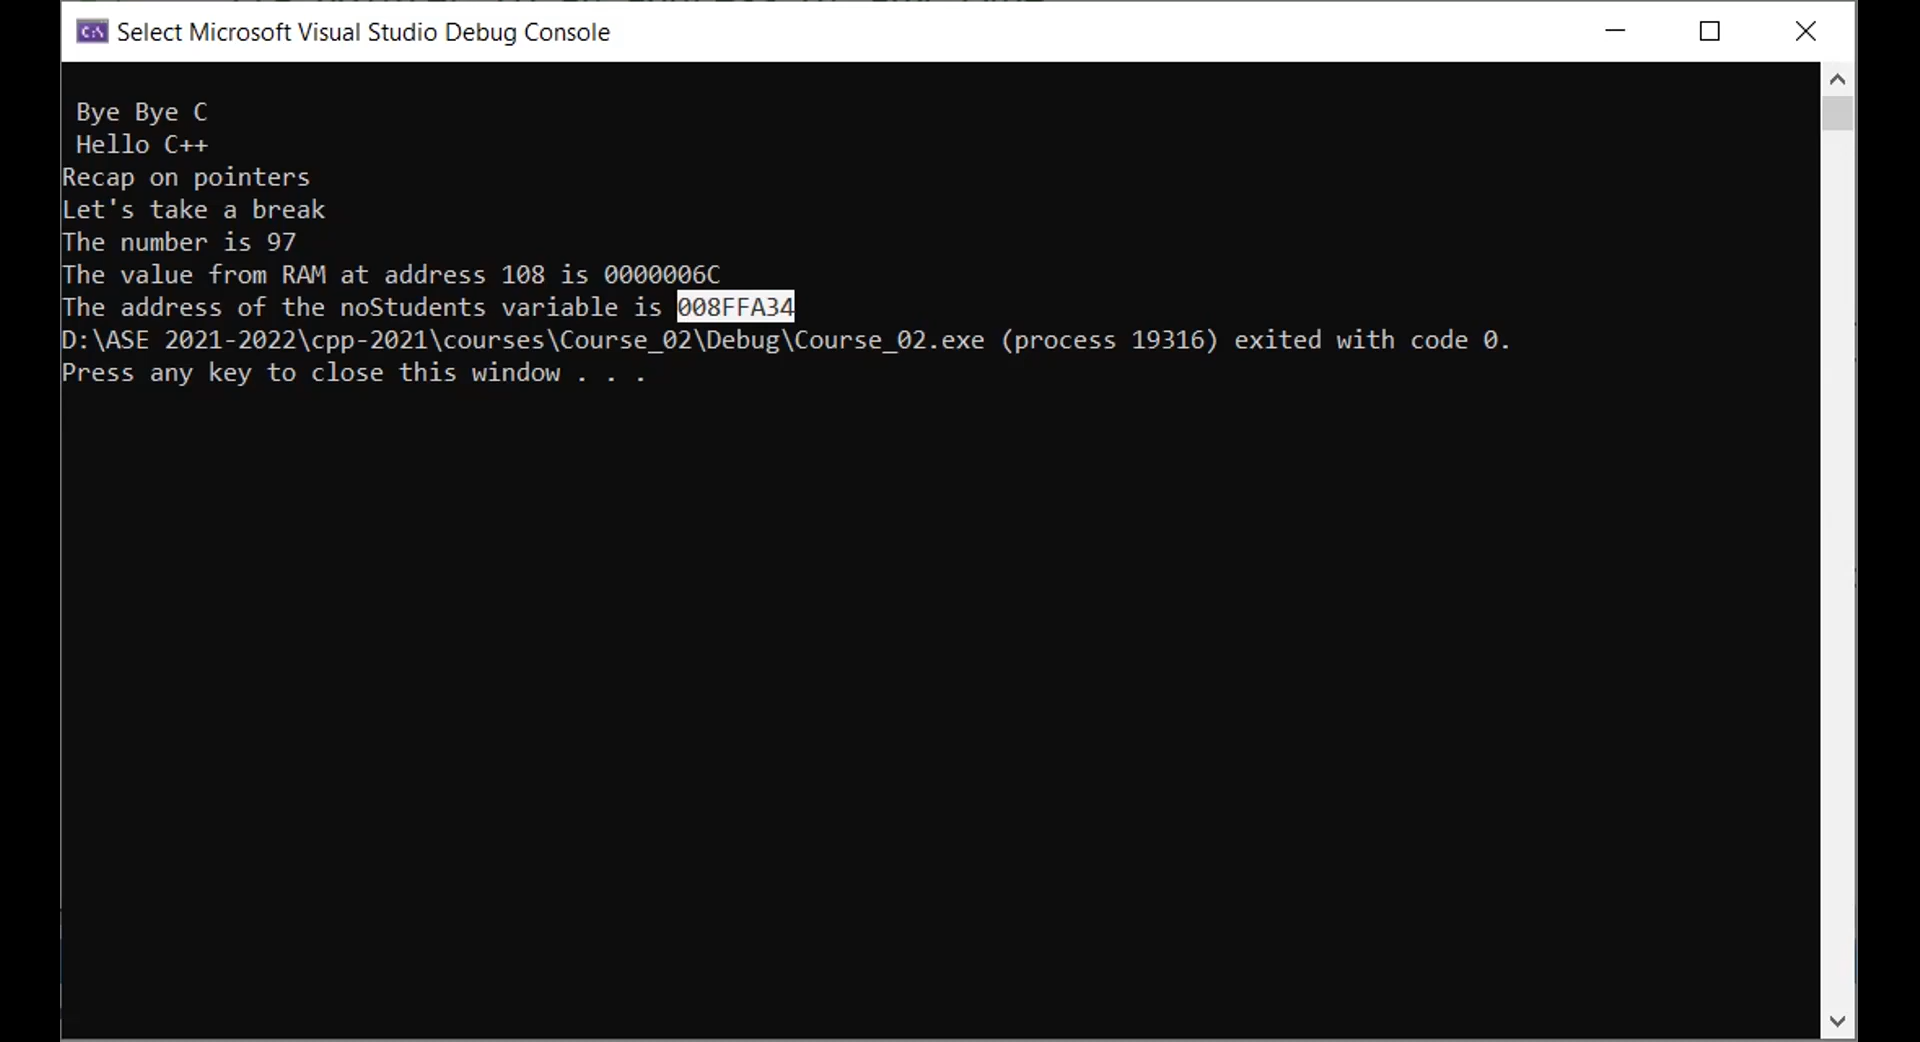 Select Microsoft Visual Studio Debug Console
Bye Bye C
Hello C++
Recap on pointers
Let's take a break
The number is 97
The value from RAM at address 108 is 0000006C
The address of the noStudents variable is 008FFA34
D:\ASE 2021-2022\cpp-2021\courses\Course_02\Debug\Course_02.exe (process 19316) exited with code 0.
Press any key to close this window . . .